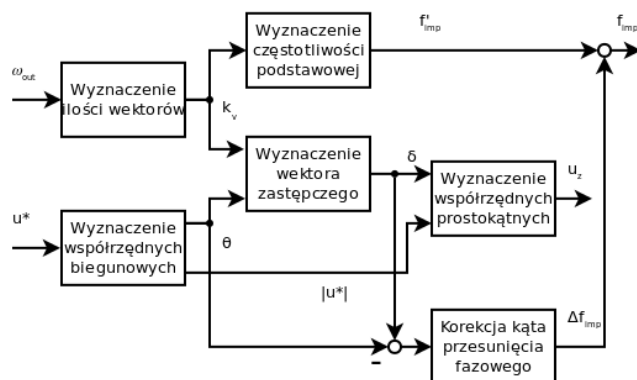 Wyznaczenie
częstotliwości
podstawowej
f'imp
fimp
ωout
Wyznaczenie
ilości wektorów
kv
Wyznaczenie
wektora
zastępczego
δ
Wyznaczenie
współrzędnych
prostokątnych
uz
u*
Wyznaczenie
współrzędnych
biegunowych
θ
|u*|
-
Korekcja kąta
przesunięcia
fazowego
Δfimp